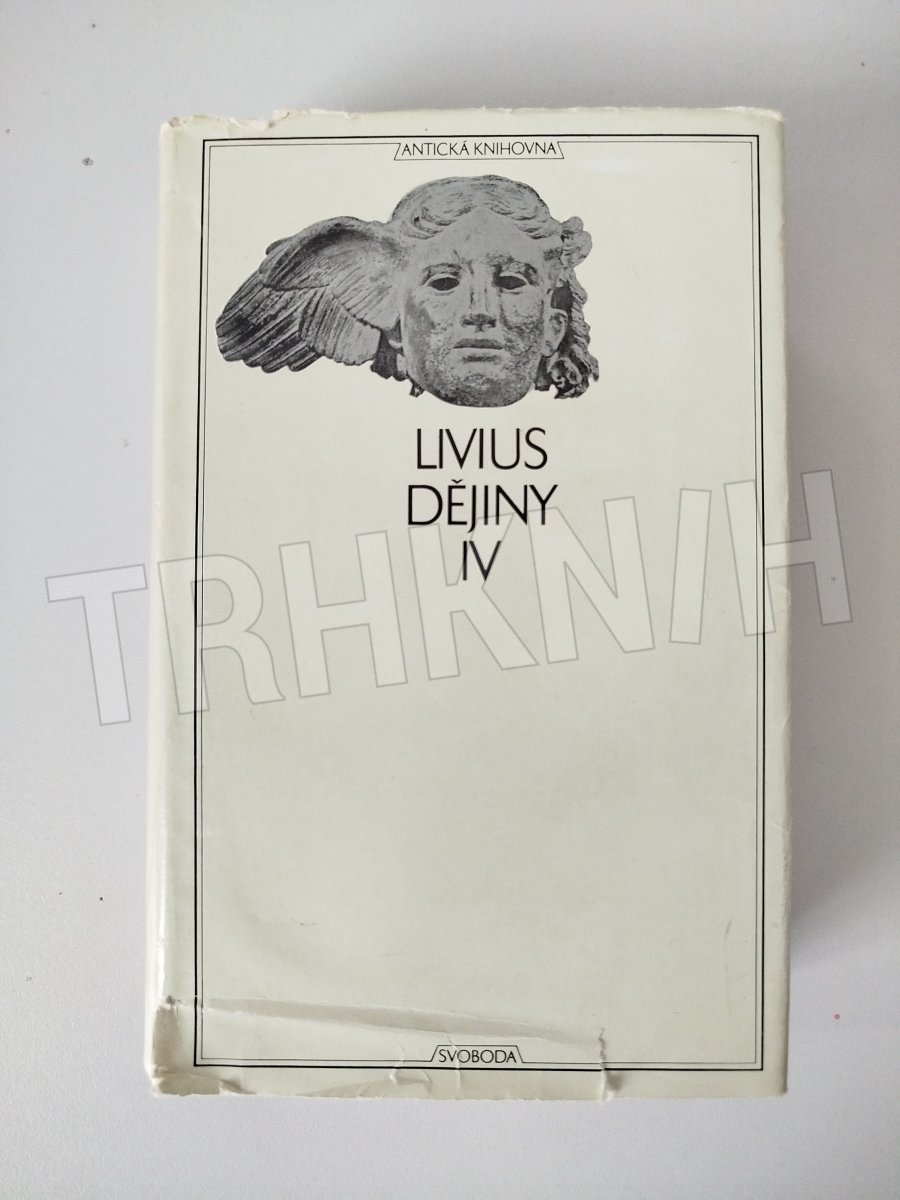 ANTICKÁ KNIHOVNA
LIVIUS
DĚJINY
IV
TRHKNIH
SVOBODA